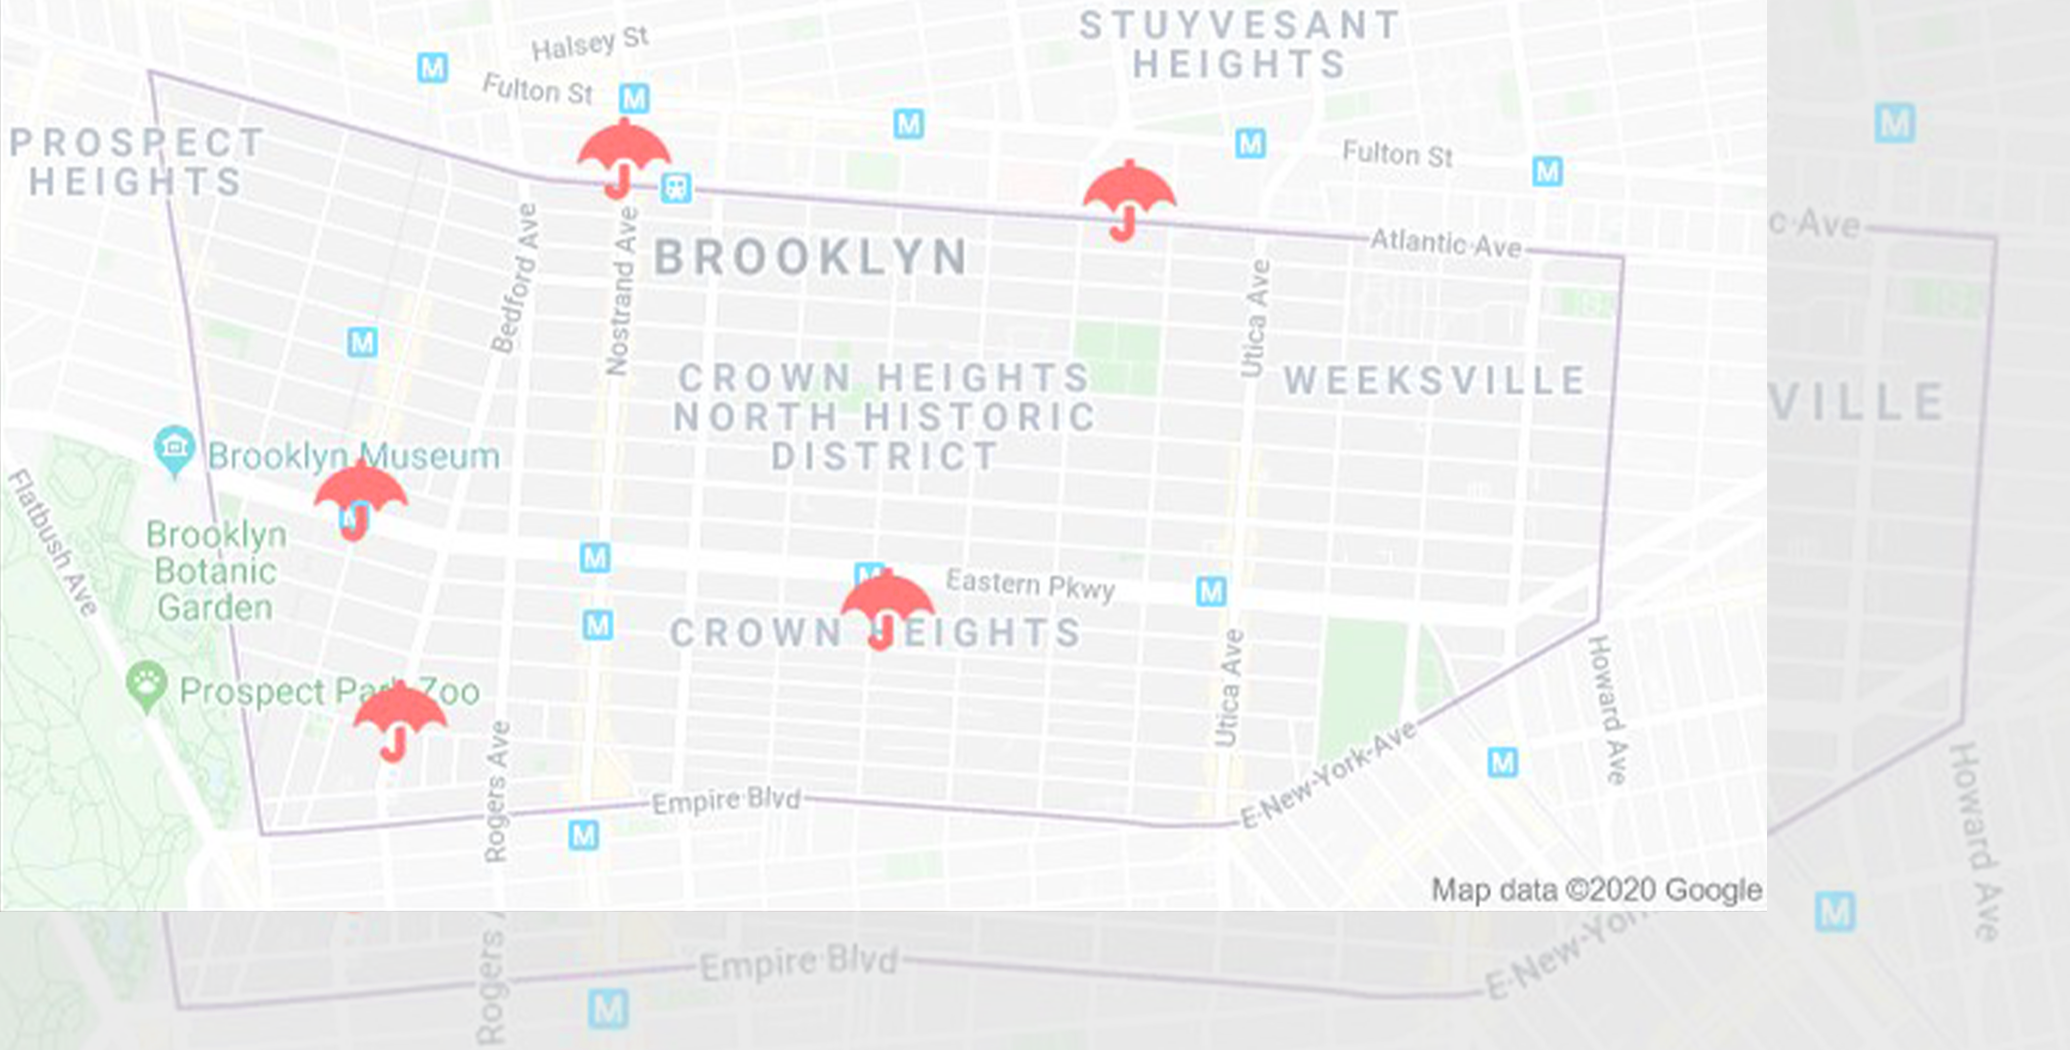 STUYVESANT
HEIGHTS
Halsey St
M
Fulton St
M
M
M
Fulton St
M
M
PROSPECT
HEIGHTS
c Ave
Atlantic Ave
BROOKLYN
Bedford Ave
Nostrand Ave
Utica Ave
M
CROWN HEIGHTS
NORTH HISTORIC
DISTRICT
WEEKSVILLE
VILLE
Brooklyn Museum
Flatbush Ave
M
Brooklyn
Botanic
Garden
M
M
Eastern Pkwy
M
M
CROWN HEIGHTS
Prospect Park Zoo
Rogers Ave
Utica Ave
Howard Ave
Howard Ave
M
Empire Blvd
E New York Ave
M
Map data ©2020 Google
M
Rogers
Empire Blvd
E New York
M